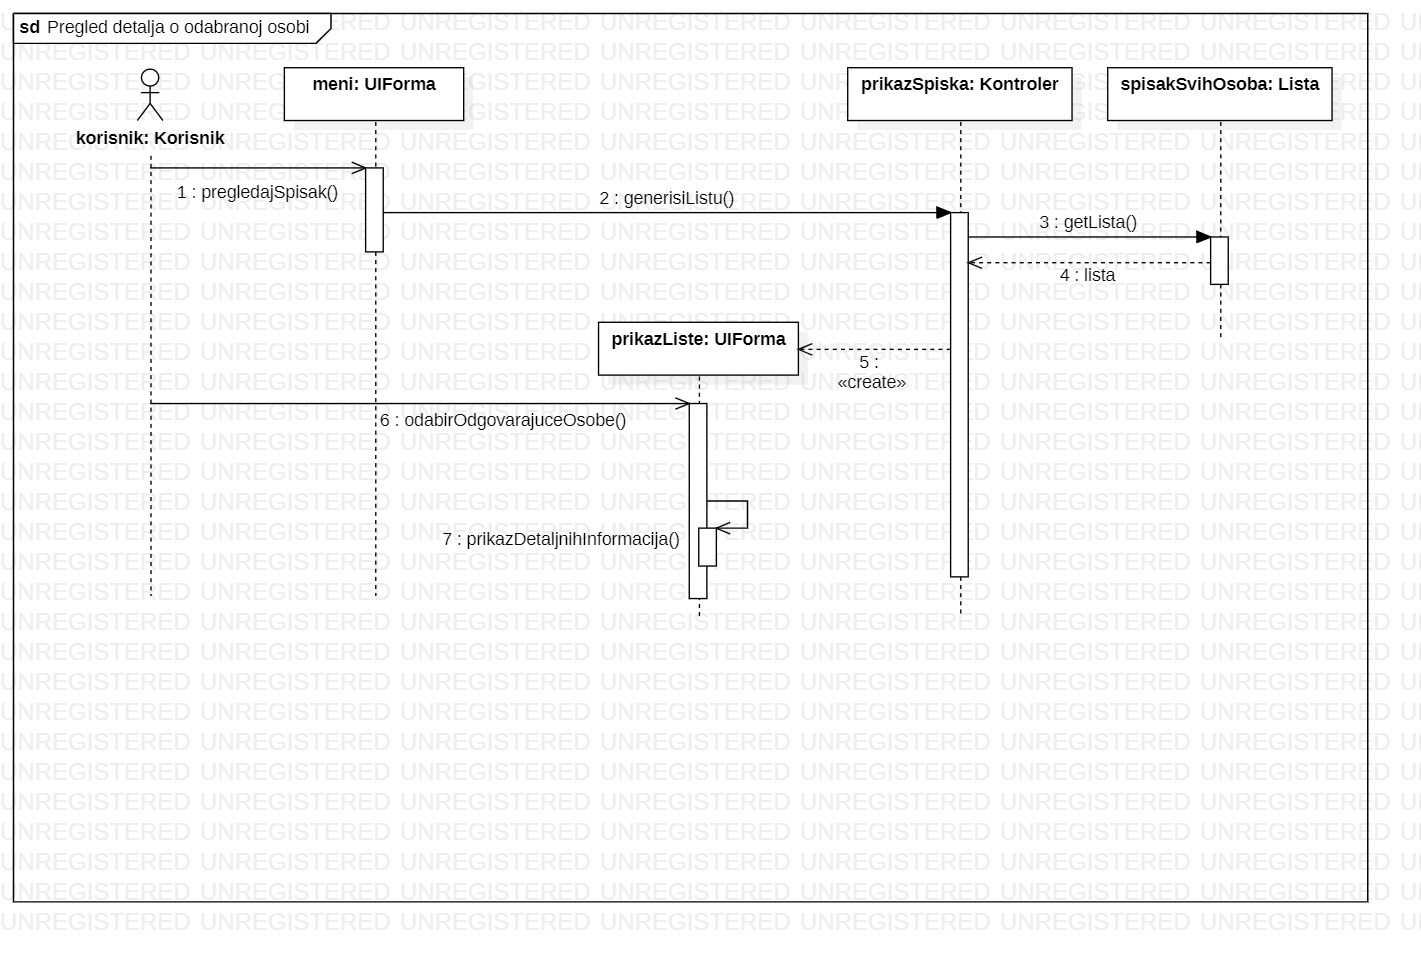 sd Pregled detalja o odabranoj osobi
meni: UIForma
prikazSpiska: Kontroler
spisakSvihOsoba: Lista
korisnik: Korisnik
1 : pregledajSpisak()
2 : generisiListu()
3 : getLista()
4 : lista
prikazListe: UIForma
5 :
«create»
6 : odabirOdgovarajuceOsobe()
7 : prikazDetaljnihInformacija()
UNREGISTERED